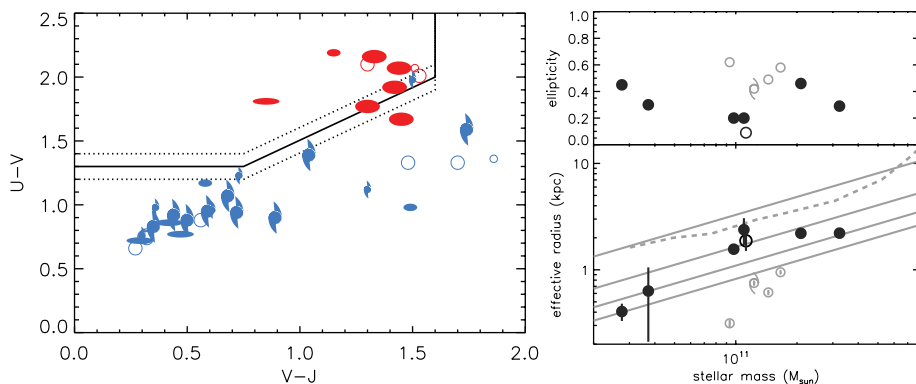 2.5
2.0
1.5
1.0
0.5
0.0
U−V
0.0 0.5 1.0 1.5 2.0
V−J
1.0
0.8
0.6
0.4
0.2
0.0
ellipticity
10
1
effective radius (kpc)
10¹¹
stellar mass (Msun)